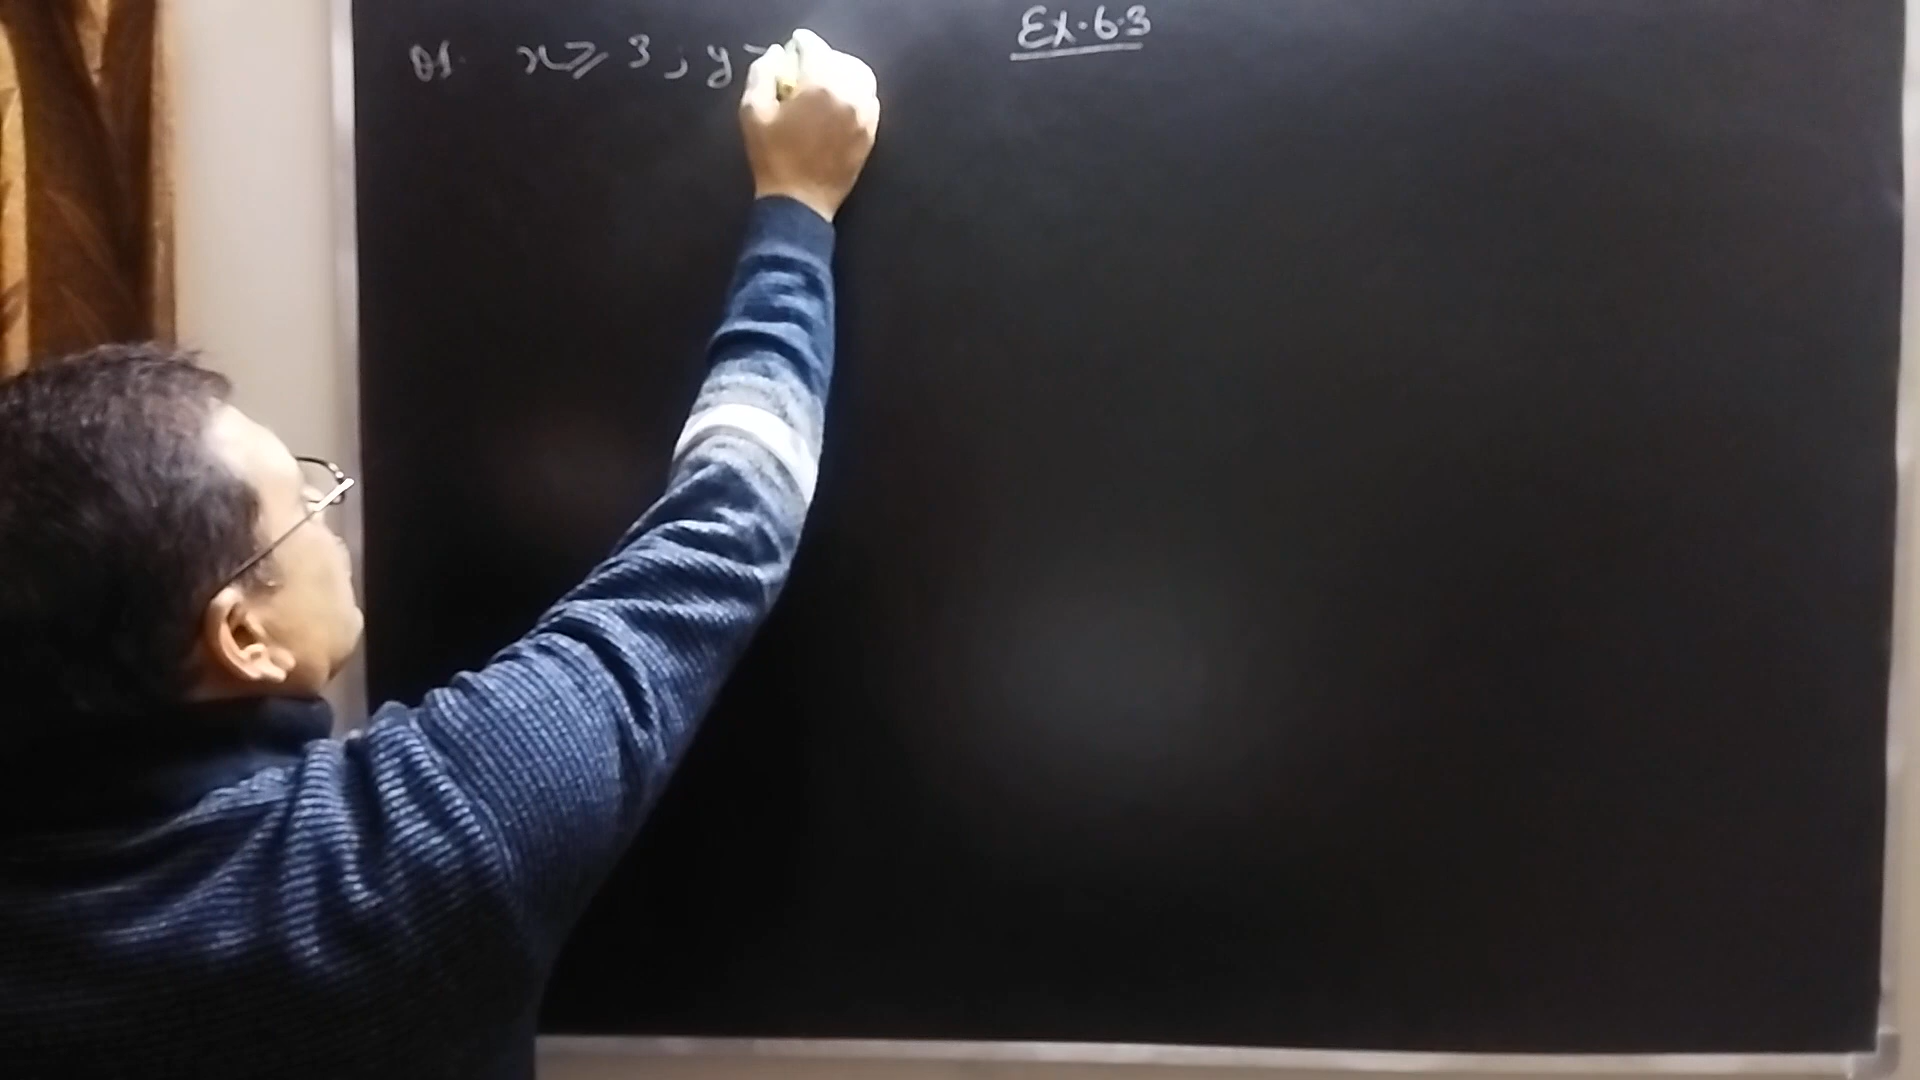 Ex. 6.3
Q1. x ⩾ 3 ; y